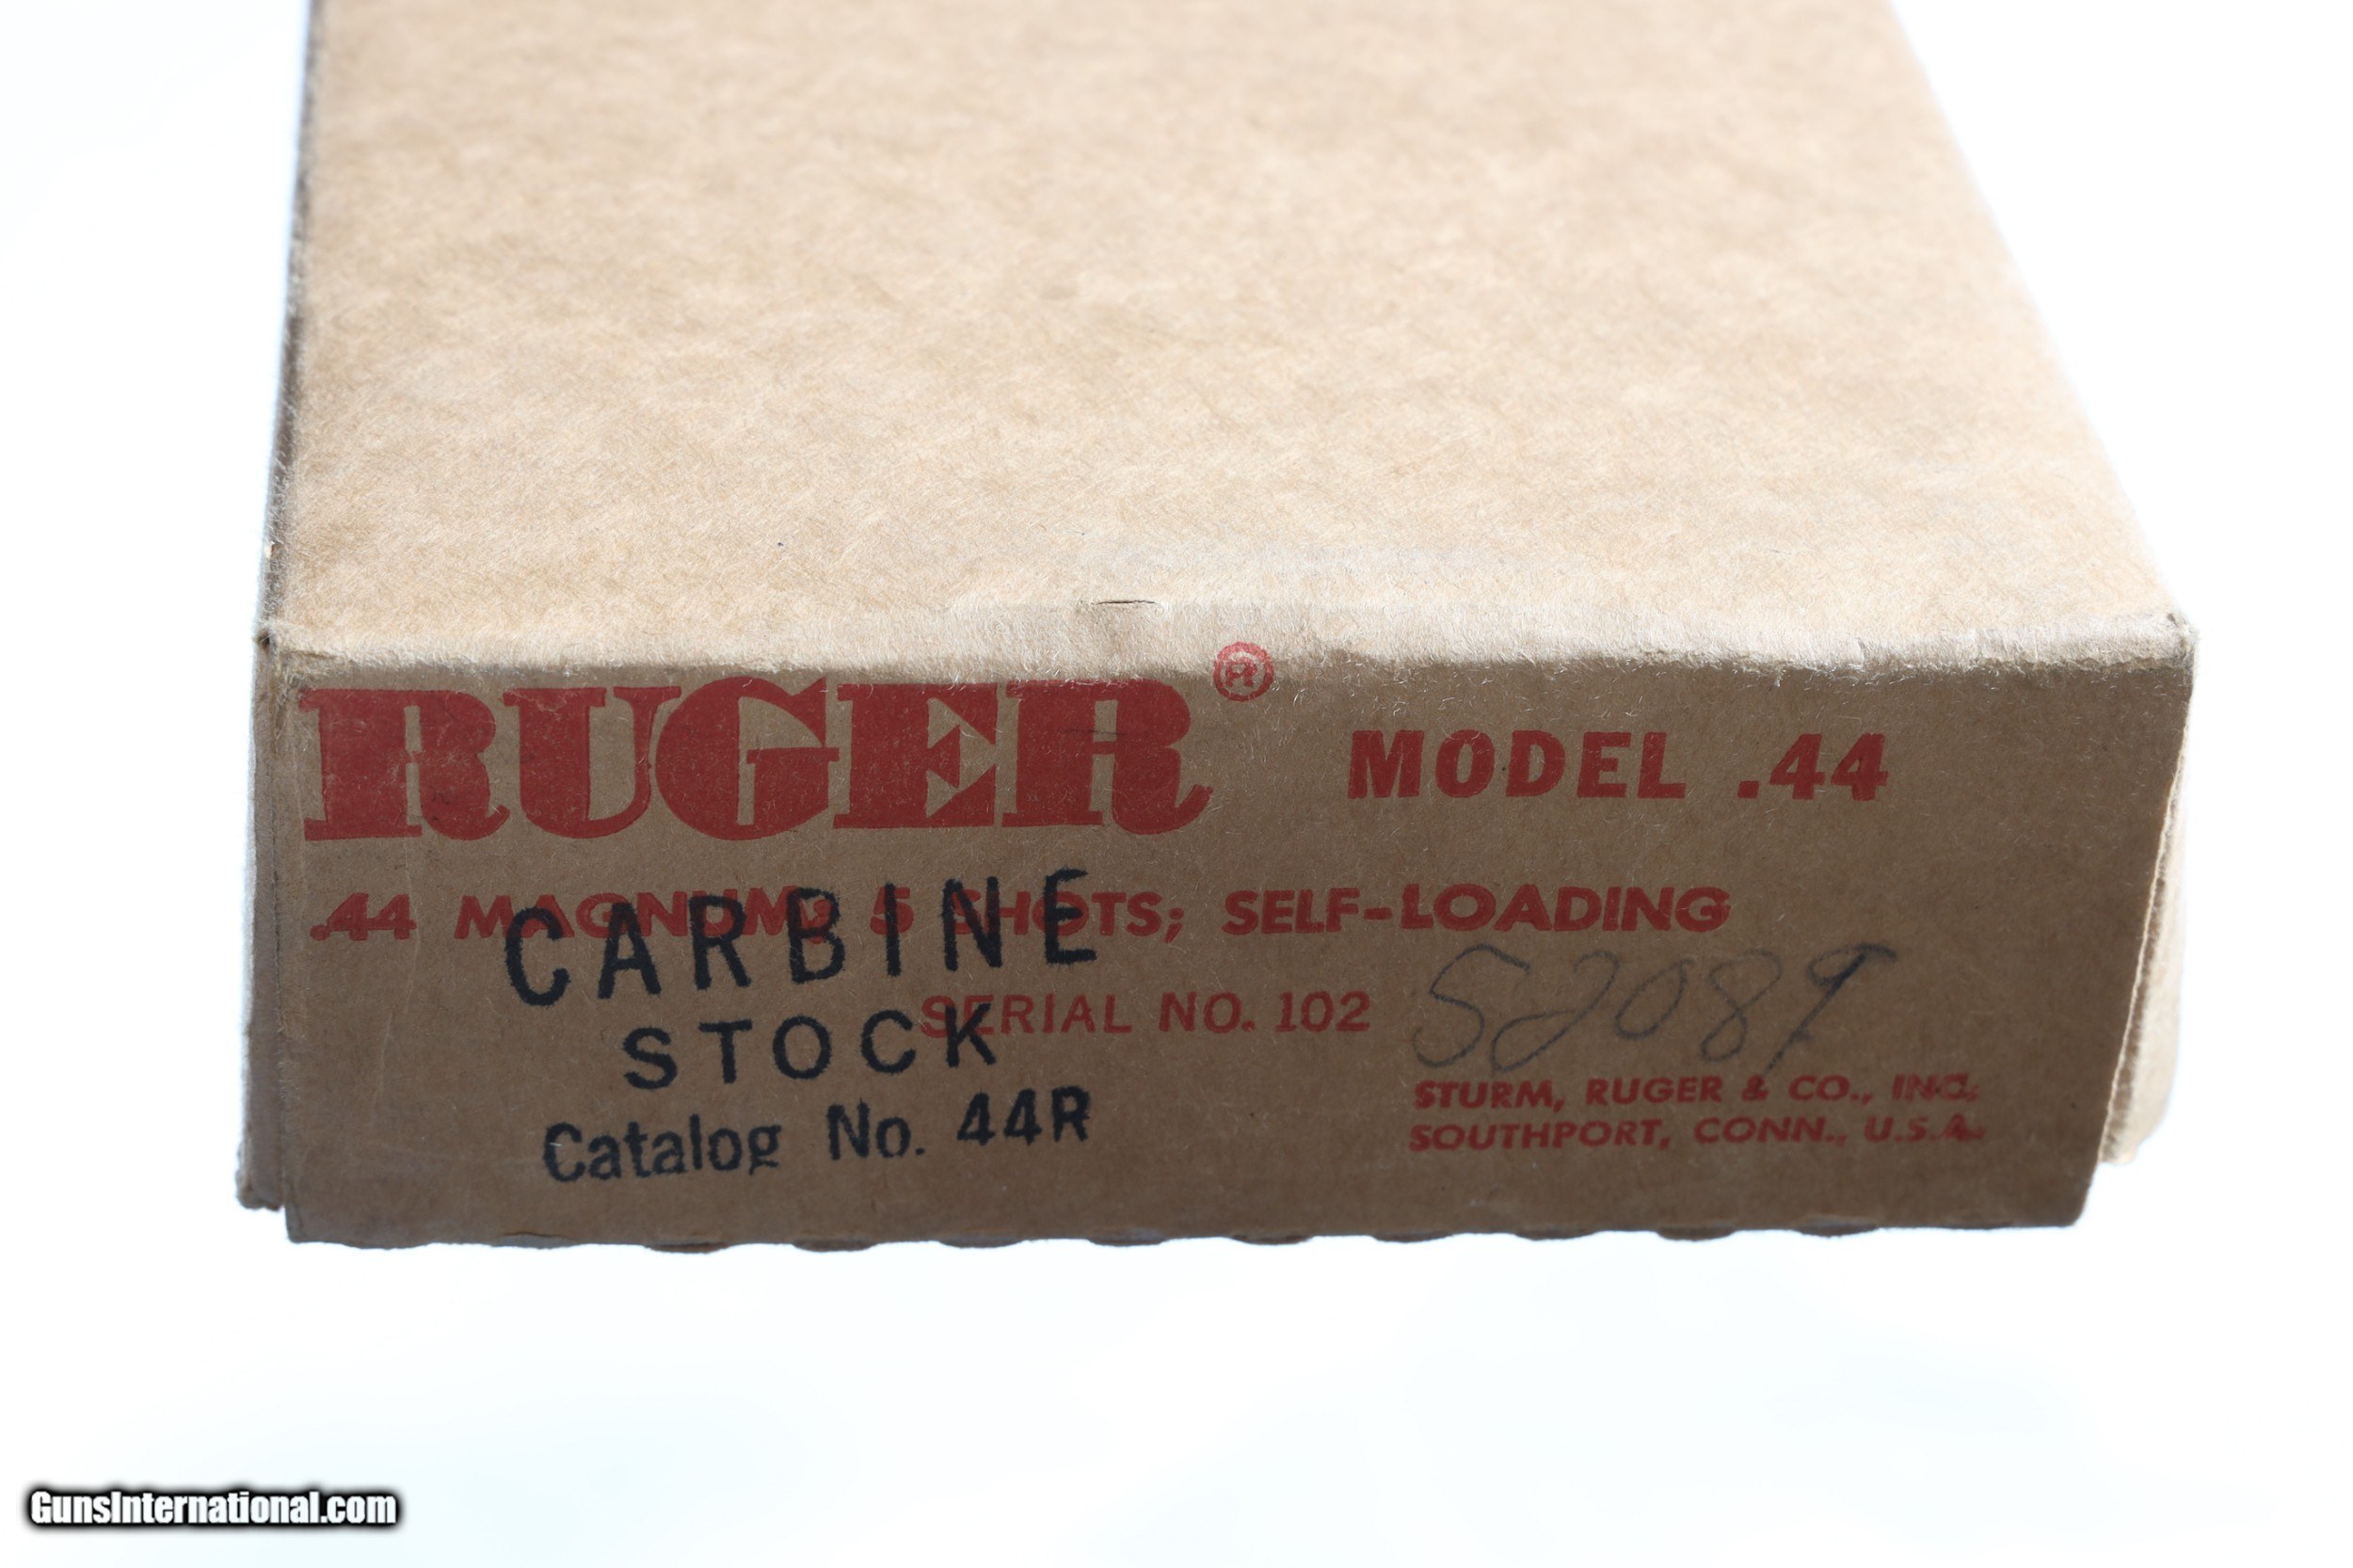 RUGER® MODEL .44
.44 MAGNUM; 5 SHOTS; SELF-LOADING
CARBINE
SERIAL NO. 102 52089
STOCK
STURM, RUGER & CO., INC.
SOUTHPORT, CONN., U.S.A.
Catalog No. 44R
GunsInternational.com